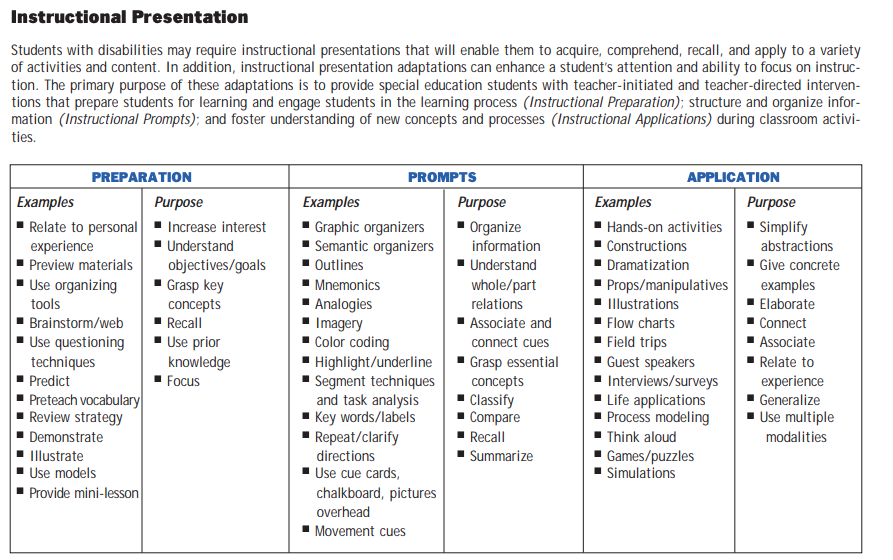 Instructional Presentation
Students with disabilities may require instructional presentations that will enable them to acquire, comprehend, recall, and apply to a variety
of activities and content. In addition, instructional presentation adaptations can enhance a student's attention and ability to focus on instruc-
tion. The primary purpose of these adaptations is to provide special education students with teacher-initiated and teacher-directed interven-
tions that prepare students for learning and engage students in the learning process (Instructional Preparation); structure and organize infor-
mation (Instructional Prompts); and foster understanding of new concepts and processes (Instructional Applications) during classroom activi-
ties.
PREPARATION
Examples
■ Relate to personal
experience
■ Preview materials
■ Use organizing
tools
■ Brainstorm/web
■ Use questioning
techniques
■ Predict
■ Preteach vocabulary
■ Review strategy
■ Demonstrate
■ Illustrate
■ Use models
■ Provide mini-lesson
Purpose
■ Increase interest
■ Understand
objectives/goals
■ Grasp key
concepts
■ Recall
■ Use prior
knowledge
■ Focus
PROMPTS
Examples
■ Graphic organizers
■ Semantic organizers
■ Outlines
■ Mnemonics
■ Analogies
■ Imagery
■ Color coding
■ Highlight/underline
■ Segment techniques
and task analysis
■ Key words/labels
■ Repeat/clarify
directions
■ Use cue cards,
chalkboard, pictures
overhead
■ Movement cues
Purpose
■ Organize
information
■ Understand
whole/part
relations
■ Associate and
connect cues
■ Grasp essential
concepts
■ Classify
■ Compare
■ Recall
■ Summarize
APPLICATION
Examples
■ Hands-on activities
■ Constructions
■ Dramatization
■ Props/manipulatives
■ Illustrations
■ Flow charts
■ Field trips
■ Guest speakers
■ Interviews/surveys
■ Life applications
■ Process modeling
■ Think aloud
■ Games/puzzles
■ Simulations
Purpose
■ Simplify
abstractions
■ Give concrete
examples
■ Elaborate
■ Connect
■ Associate
■ Relate to
experience
■ Generalize
■ Use multiple
modalities